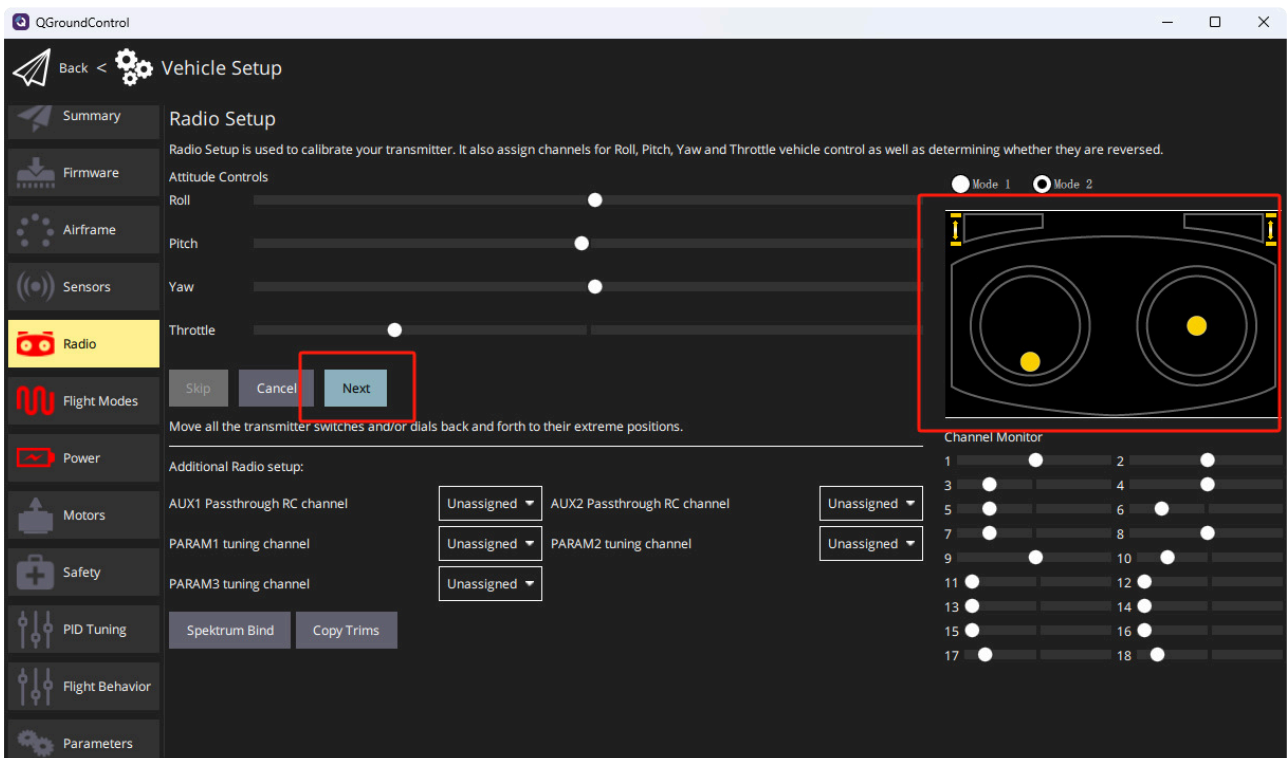 QGroundControl
Back < Vehicle Setup
Summary
Firmware
Airframe
Sensors
Radio
Flight Modes
Power
Motors
Safety
PID Tuning
Flight Behavior
Parameters
Radio Setup
Radio Setup is used to calibrate your transmitter. It also assign channels for Roll, Pitch, Yaw and Throttle vehicle control as well as determining whether they are reversed.
Attitude Controls
Roll
Pitch
Yaw
Throttle
Skip Cancel Next
Move all the transmitter switches and/or dials back and forth to their extreme positions.
Additional Radio setup:
AUX1 Passthrough RC channel Unassigned AUX2 Passthrough RC channel Unassigned
PARAM1 tuning channel Unassigned PARAM2 tuning channel Unassigned
PARAM3 tuning channel Unassigned
Spektrum Bind Copy Trims
Mode 1 Mode 2
Channel Monitor
1 2
3 4
5 6
7 8
9 10
11 12
13 14
15 16
17 18